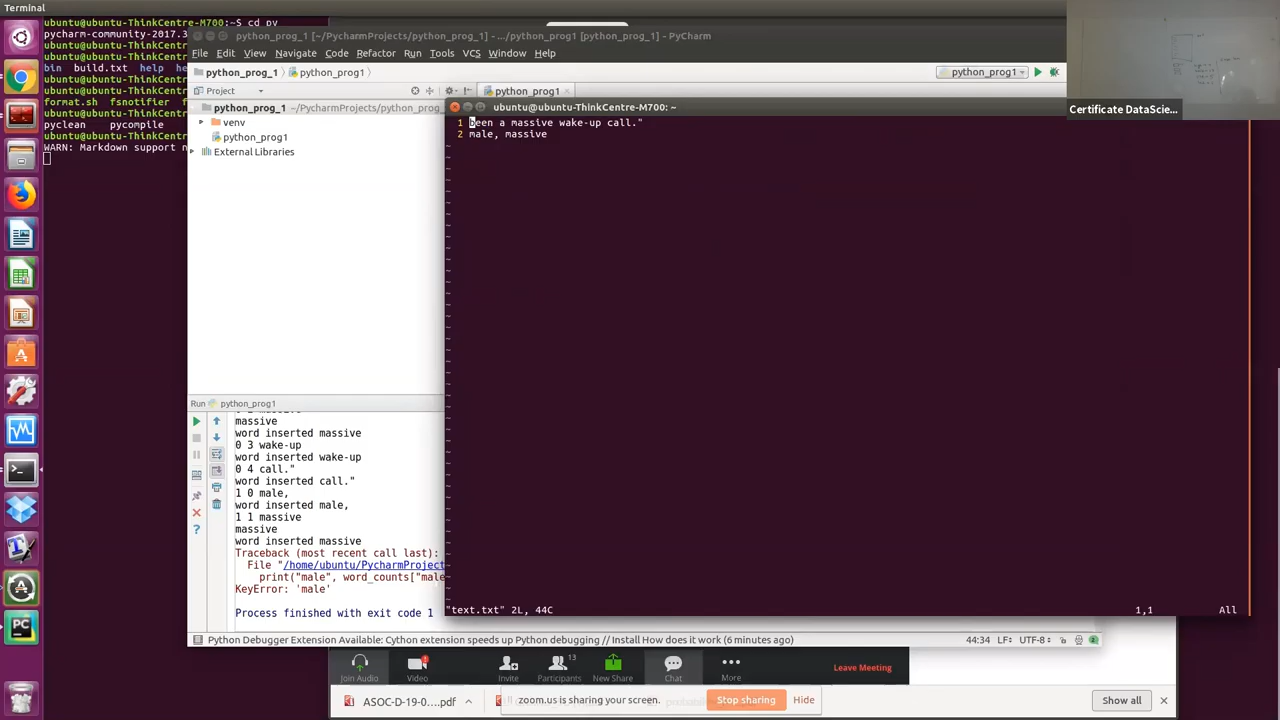 Terminal
ubuntu@ubuntu-ThinkCentre-M700:~$ cd py
pycharm-community-2017.3
ubuntu@ubuntu-ThinkCentr
ubuntu@ubuntu-ThinkCentr
bin build.txt help he
ubuntu@ubuntu-ThinkCentr
format.sh fsnotifier f
ubuntu@ubuntu-ThinkCentr
pyclean pycompile
ubuntu@ubuntu-ThinkCentr
WARN: Markdown support n
python_prog_1 [~/PycharmProjects/python_prog_1] - .../python_prog1 [python_prog_1] - PyCharm
File Edit View Navigate Code Refactor Run Tools VCS Window Help
python_prog_1 python_prog1
python_prog1
Project
python_prog1
python_prog_1 ~/PycharmProjects/python_prog
venv
python_prog1
External Libraries
ubuntu@ubuntu-ThinkCentre-M700: ~
1 been a massive wake-up call."
2 male, massive
~
"text.txt" 2L, 44C
1,1
All
Certificate DataScie...
Run python_prog1
massive
word inserted massive
0 3 wake-up
word inserted wake-up
0 4 call."
word inserted call."
1 0 male,
word inserted male,
1 1 massive
massive
word inserted massive
Traceback (most recent call last):
File "/home/ubuntu/PycharmProject
print("male", word_counts["male
KeyError: 'male'
Process finished with exit code 1
Python Debugger Extension Available: Cython extension speeds up Python debugging // Install How does it work (6 minutes ago)
44:34 LF÷ UTF-8÷
Join Audio
Video
Invite
Participants
13
New Share
Chat
More
Leave Meeting
ASOC-D-19-0....pdf
zoom.us is sharing your screen.
Stop sharing
Hide
Show all